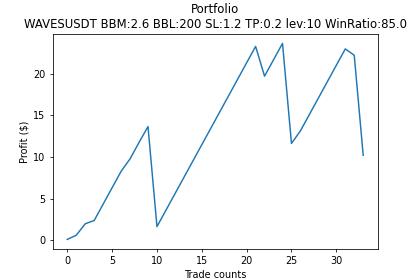 Portfolio
WAVESUSDT BBM:2.6 BBL:200 SL:1.2 TP:0.2 lev:10 WinRatio:85.0
Profit ($)
20
15
10
5
0
0 5 10 15 20 25 30
Trade counts